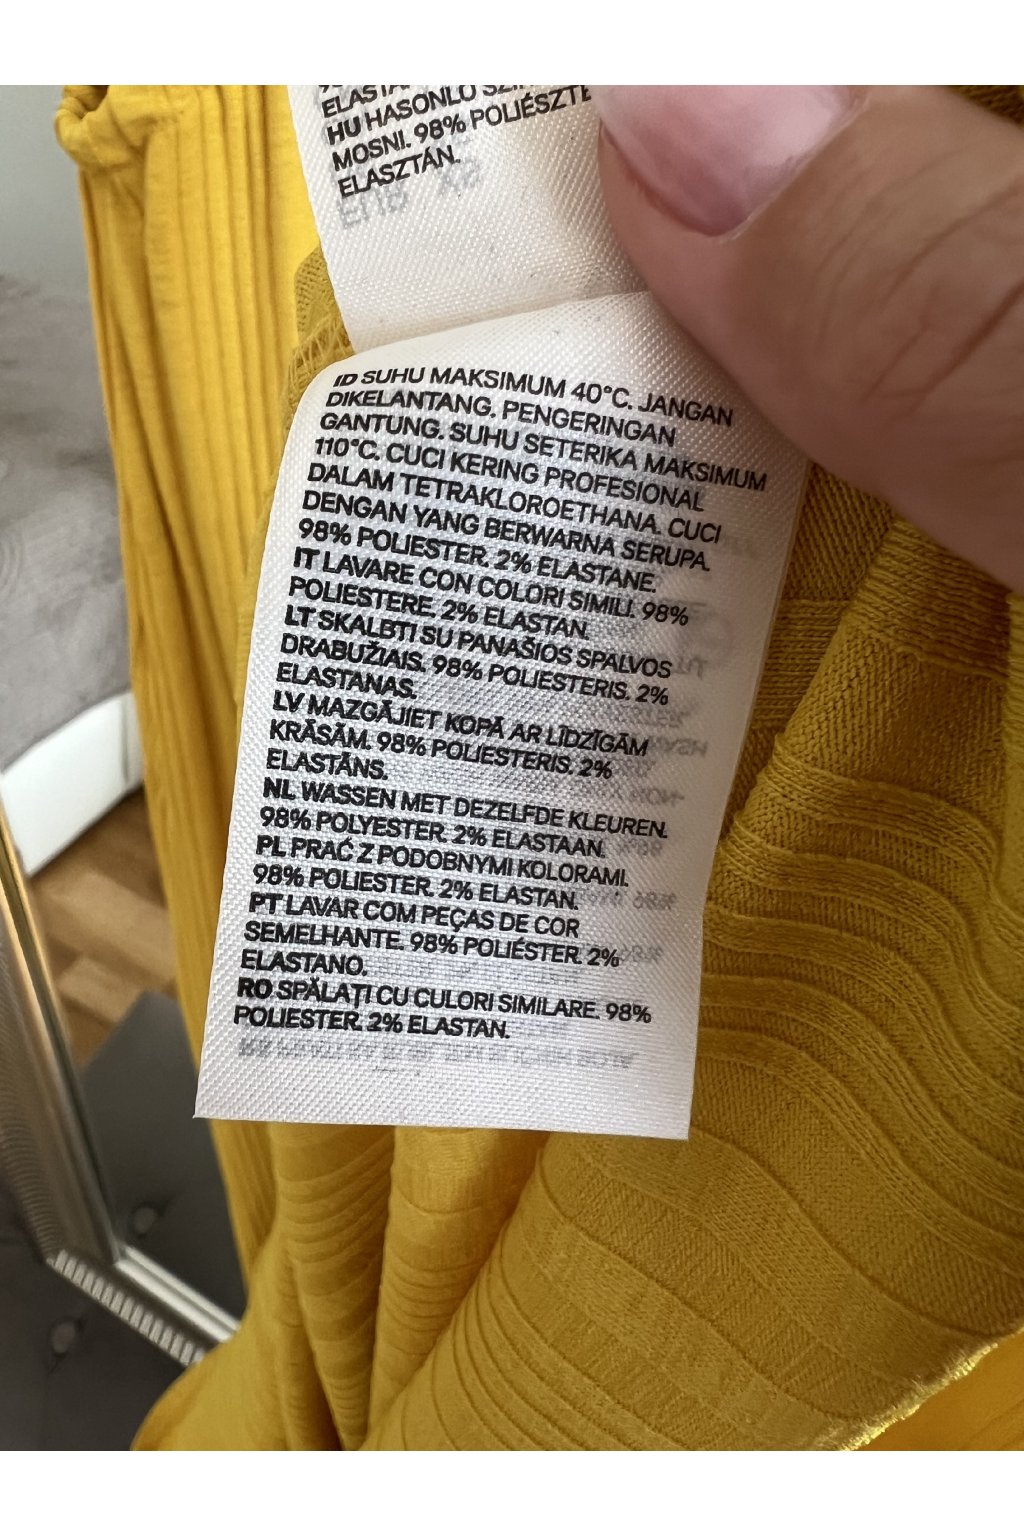 HU HASONLÓ
MOSNI. 98% POLIÉSZTE
ELASZTÁN.
ID SUHU MAKSIMUM 40°C. JANGAN
DIKELANTANG. PENGERINGAN
GANTUNG. SUHU SETERIKA MAKSIMUM
110°C. CUCI KERING PROFESIONAL
DALAM TETRAKLOROETHANA. CUCI
DENGAN YANG BERWARNA SERUPA.
98% POLIESTER. 2% ELASTANE.
IT LAVARE CON COLORI SIMILI. 98%
POLIESTERE. 2% ELASTAN.
LT SKALBTI SU PANAŠIOS SPALVOS
DRABUŽIAIS. 98% POLIESTERIS. 2%
ELASTANAS.
LV MAZGĀJIET KOPĀ AR LĪDZĪGĀM
KRĀSĀM. 98% POLIESTERIS. 2%
ELASTĀNS.
NL WASSEN MET DEZELFDE KLEUREN.
98% POLYESTER. 2% ELASTAAN.
PL PRAĆ Z PODOBNYMI KOLORAMI.
98% POLIESTER. 2% ELASTAN.
PT LAVAR COM PEÇAS DE COR
SEMELHANTE. 98% POLIÉSTER. 2%
ELASTANO.
RO SPĂLAȚI CU CULORI SIMILARE. 98%
POLIESTER. 2% ELASTAN.